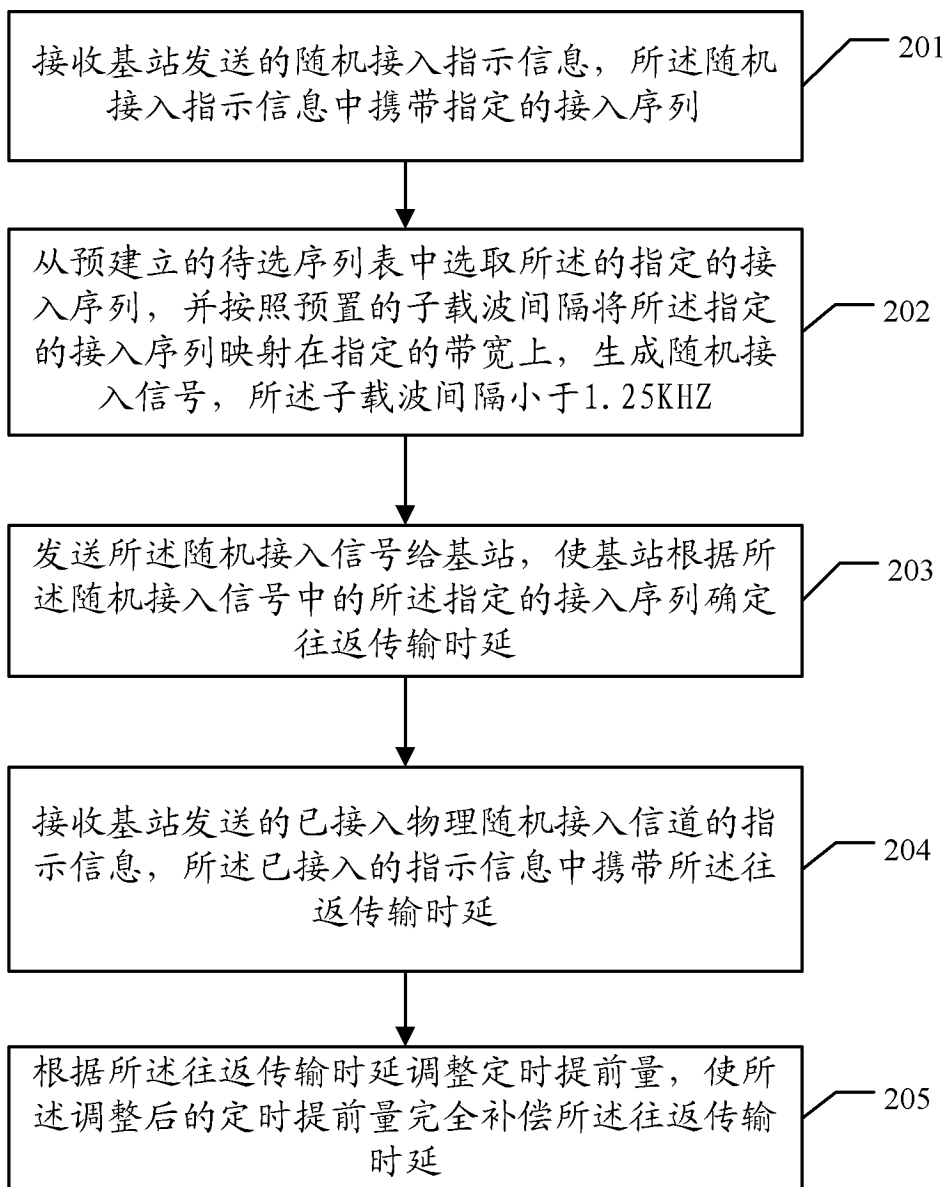 接收基站发送的随机接入指示信息，所述随机
接入指示信息中携带指定的接入序列
201
从预建立的待选序列表中选取所述的指定的接
入序列，并按照预置的子载波间隔将所述指定
的接入序列映射在指定的带宽上，生成随机接
入信号，所述子载波间隔小于1.25KHZ
202
发送所述随机接入信号给基站，使基站根据所
述随机接入信号中的所述指定的接入序列确定
往返传输时延
203
接收基站发送的已接入物理随机接入信道的指
示信息，所述已接入的指示信息中携带所述往
返传输时延
204
根据所述往返传输时延调整定时提前量，使所
述调整后的定时提前量完全补偿所述往返传输
时延
205